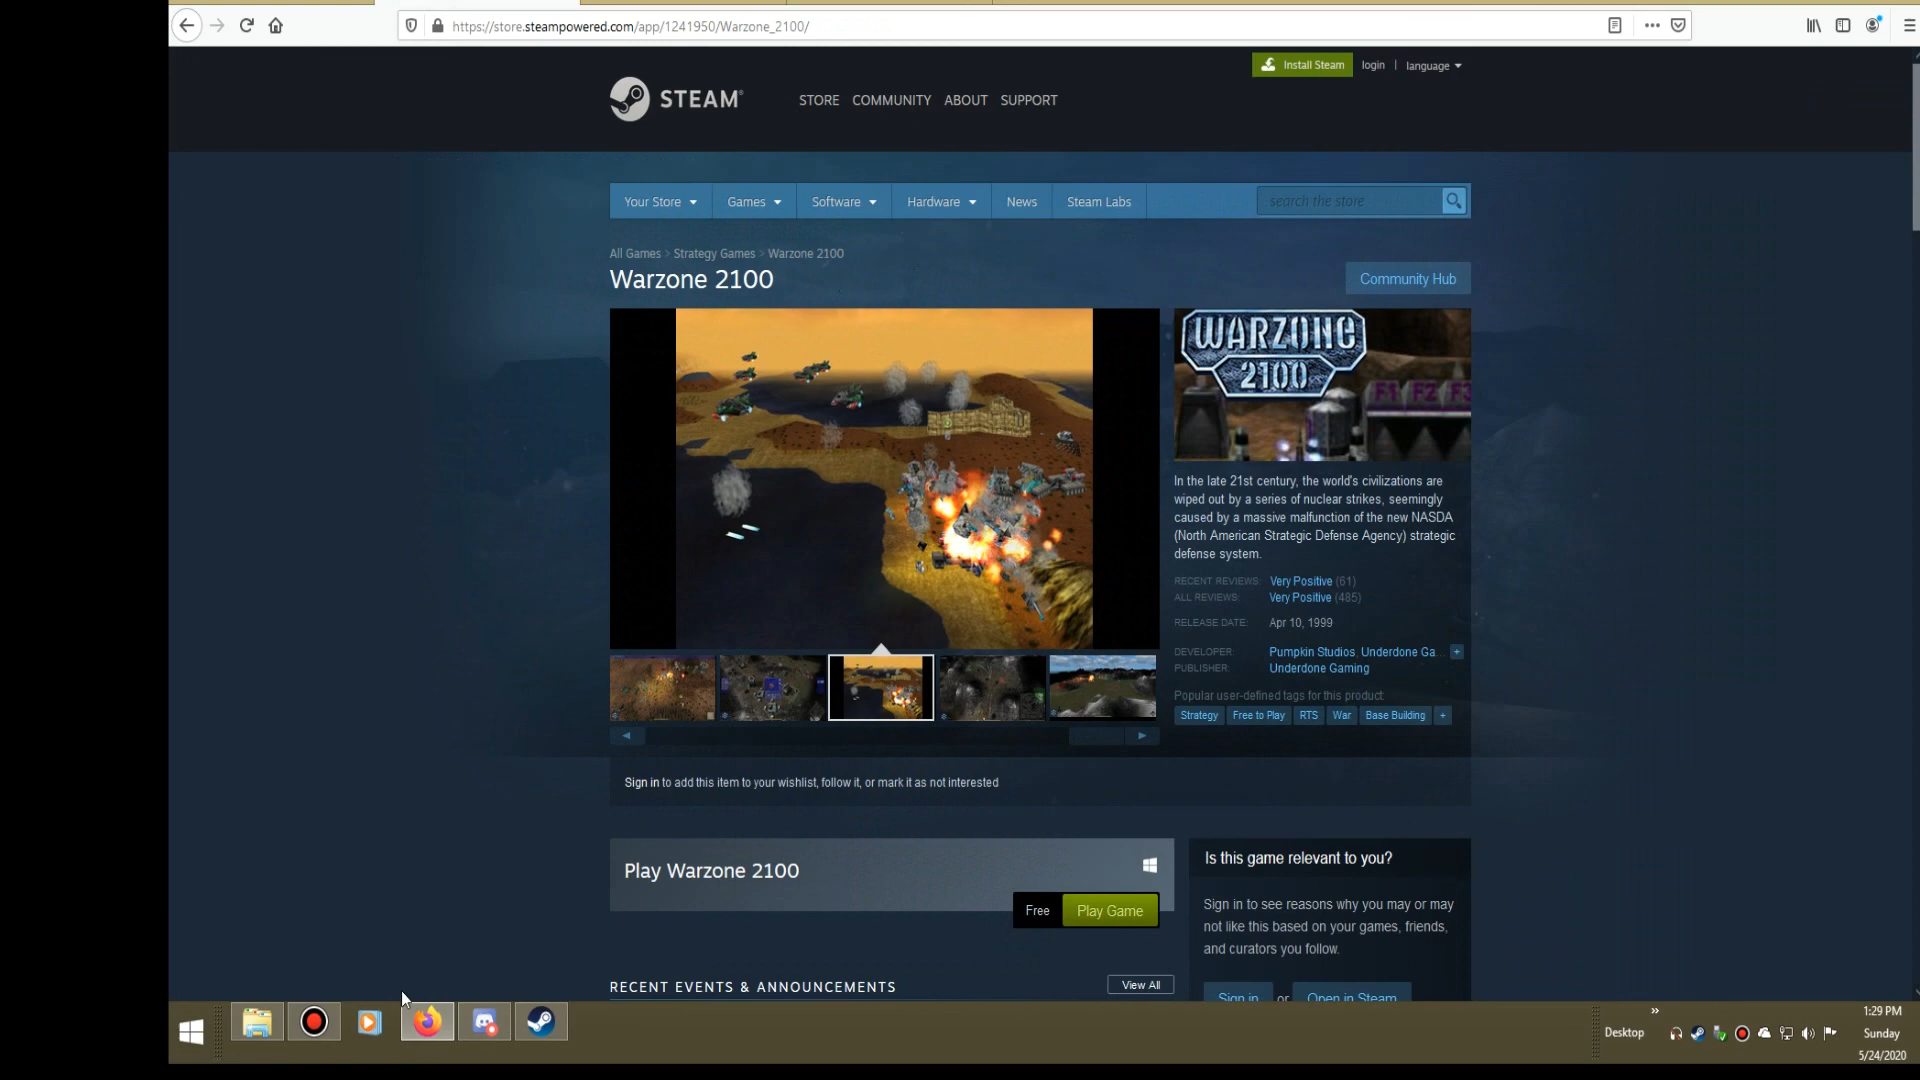 https://store.steampowered.com/app/1241950/Warzone_2100/
Install Steam
login
|
language
STEAM®
STORE
COMMUNITY
ABOUT
SUPPORT
Your Store
Games
Software
Hardware
News
Steam Labs
search the store
All Games > Strategy Games > Warzone 2100
Warzone 2100
Community Hub
WARZONE
2100
F1 F2 F3
In the late 21st century, the world's civilizations are
wiped out by a series of nuclear strikes, seemingly
caused by a massive malfunction of the new NASDA
(North American Strategic Defense Agency) strategic
defense system.
RECENT REVIEWS: Very Positive (61)
ALL REVIEWS: Very Positive (485)
RELEASE DATE: Apr 10, 1999
DEVELOPER: Pumpkin Studios, Underdone Ga... +
PUBLISHER: Underdone Gaming
Popular user-defined tags for this product:
Strategy
Free to Play
RTS
War
Base Building
+
Sign in to add this item to your wishlist, follow it, or mark it as not interested
Play Warzone 2100
Free
Play Game
Is this game relevant to you?
Sign in to see reasons why you may or may
not like this based on your games, friends,
and curators you follow.
Sign in or Open in Steam
RECENT EVENTS & ANNOUNCEMENTS
View All
Desktop
1:29 PM
Sunday
5/24/2020